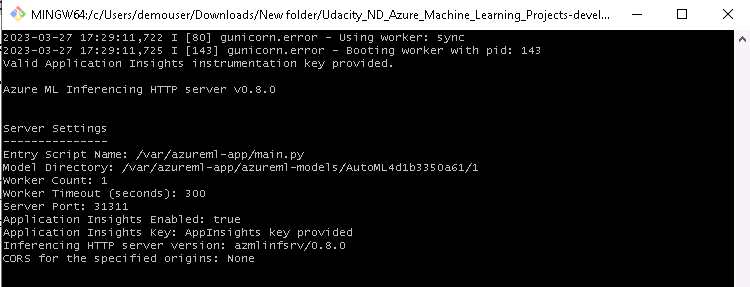 MINGW64:/c/Users/demouser/Downloads/New folder/Udacity_ND_Azure_Machine_Learning_Projects-devel...
2023-03-27 17:29:11,722 I [80] gunicorn.error - Using worker: sync
2023-03-27 17:29:11,725 I [143] gunicorn.error - Booting worker with pid: 143
Valid Application Insights instrumentation key provided.
Azure ML Inferencing HTTP server v0.8.0
Server Settings
---------------
Entry Script Name: /var/azureml-app/main.py
Model Directory: /var/azureml-app/azureml-models/AutoML4d1b3350a61/1
Worker Count: 1
Worker Timeout (seconds): 300
Server Port: 31311
Application Insights Enabled: true
Application Insights Key: AppInsights key provided
Inferencing HTTP server version: azmlinfsrv/0.8.0
CORS for the specified origins: None